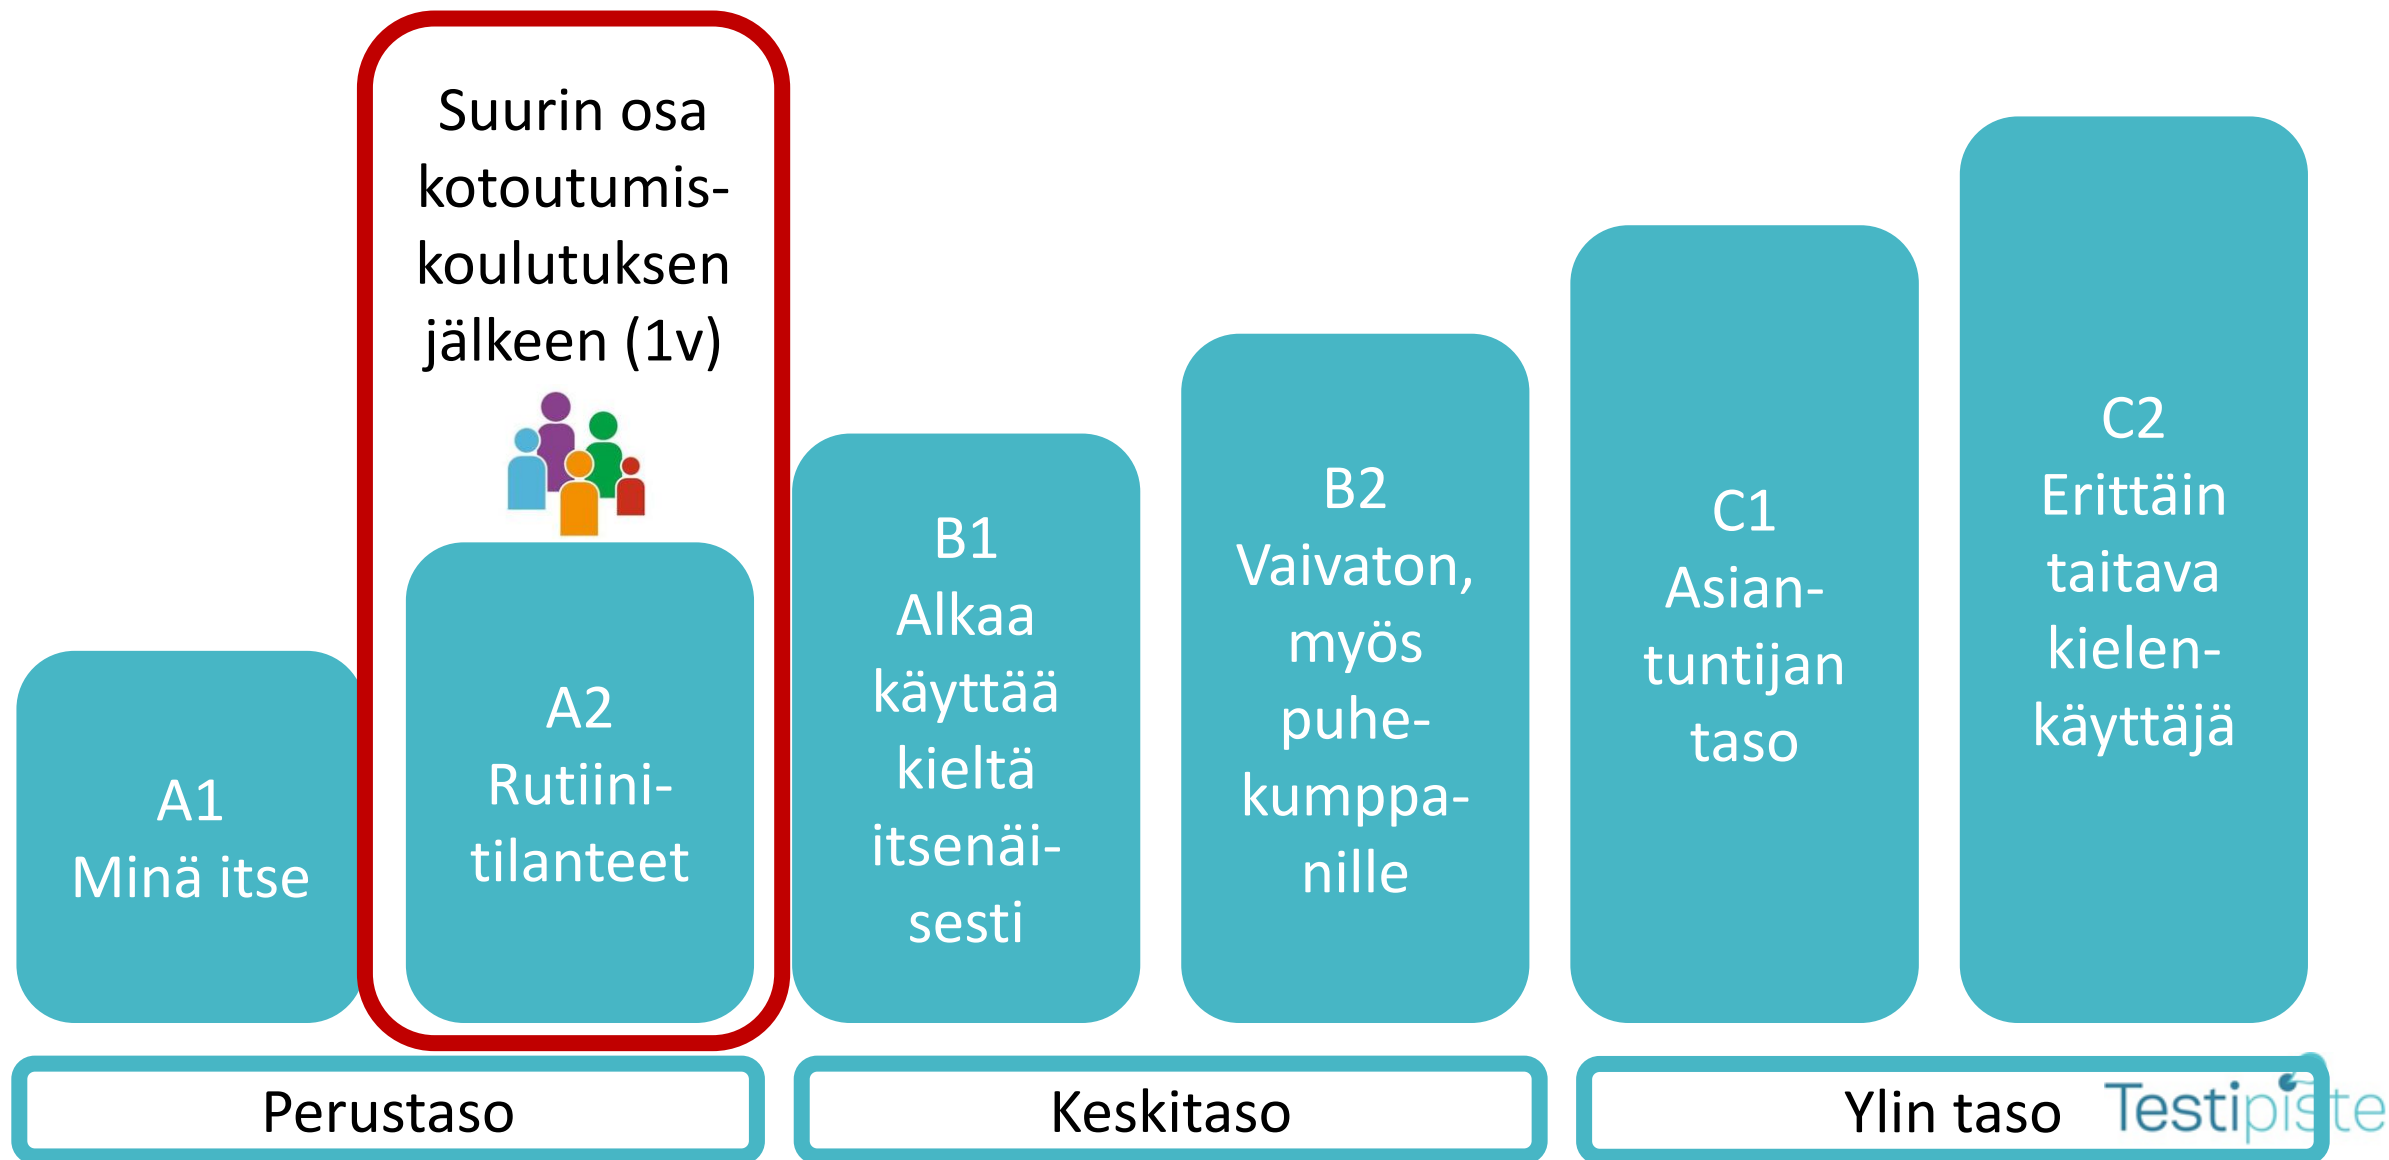 Suurin osa
kotoutumis-
koulutuksen
jälkeen (1v)
A1
Minä itse
A2
Rutiini-
tilanteet
B1
Alkaa
käyttää
kieltä
itsenäi-
sesti
B2
Vaivaton,
myös
puhe-
kumppa-
nille
C1
Asian-
tuntijan
taso
C2
Erittäin
taitava
kielen-
käyttäjä
Perustaso
Keskitaso
Ylin taso
Testipiste